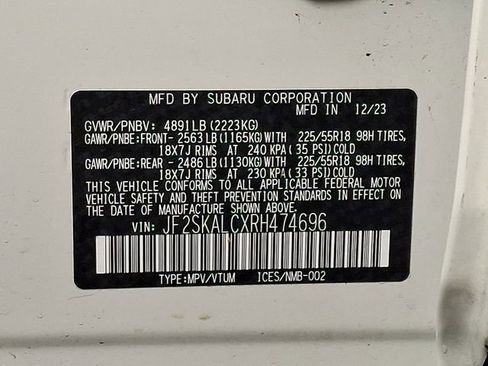 MFD BY SUBARU CORPORATION
MFD IN 12/23
GVWR/PNBV: 4891LB(2223KG)
GAWR/PNBE:FRONT- 2563LB(1165KG)WITH 225/55R18 98H TIRES,
18X7J RIMS AT 240 KPA(35 PSI)COLD
GAWR/PNBE:REAR - 2486LB(1130KG)WITH 225/55R18 98H TIRES,
18X7J RIMS AT 230 KPA(33 PSI)COLD
THIS VEHICLE CONFORMS TO ALL APPLICABLE FEDERAL MOTOR
VEHICLE SAFETY AND THEFT PREVENTION STANDARDS IN EFFECT
ON THE DATE OF MANUFACTURE SHOWN ABOVE.
VIN: JF2SKALCXRH474696
TYPE:MPV/VTUM ICES/NMB-002